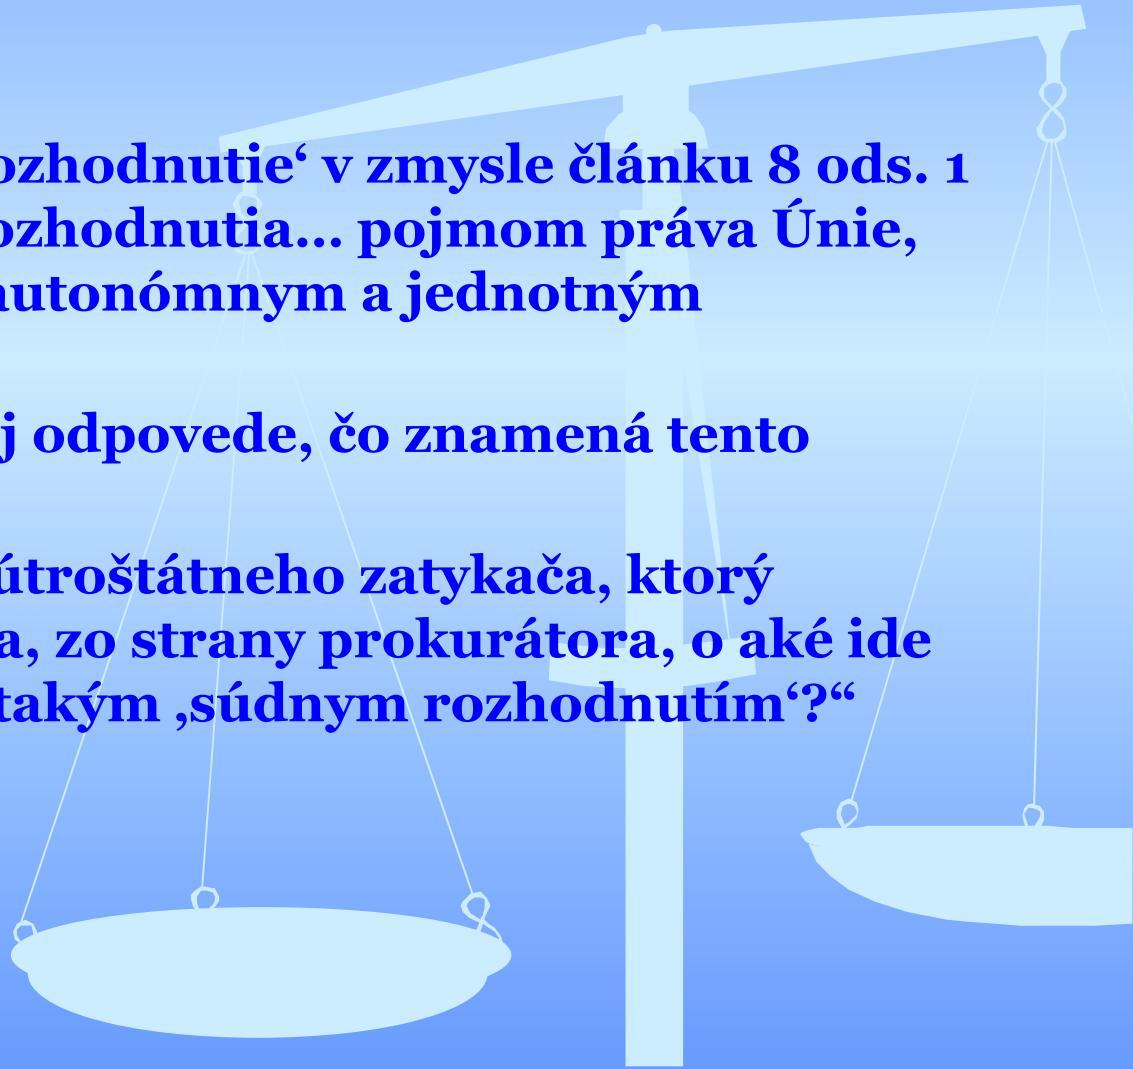 ozhodnutie‘ v zmysle článku 8 ods. 1
ozhodnutia... pojmom práva Únie,
autonómnym a jednotným
j odpovede, čo znamená tento
útroštátneho zatykača, ktorý
a, zo strany prokurátora, o aké ide
takým ‚súdnym rozhodnutím‘?“